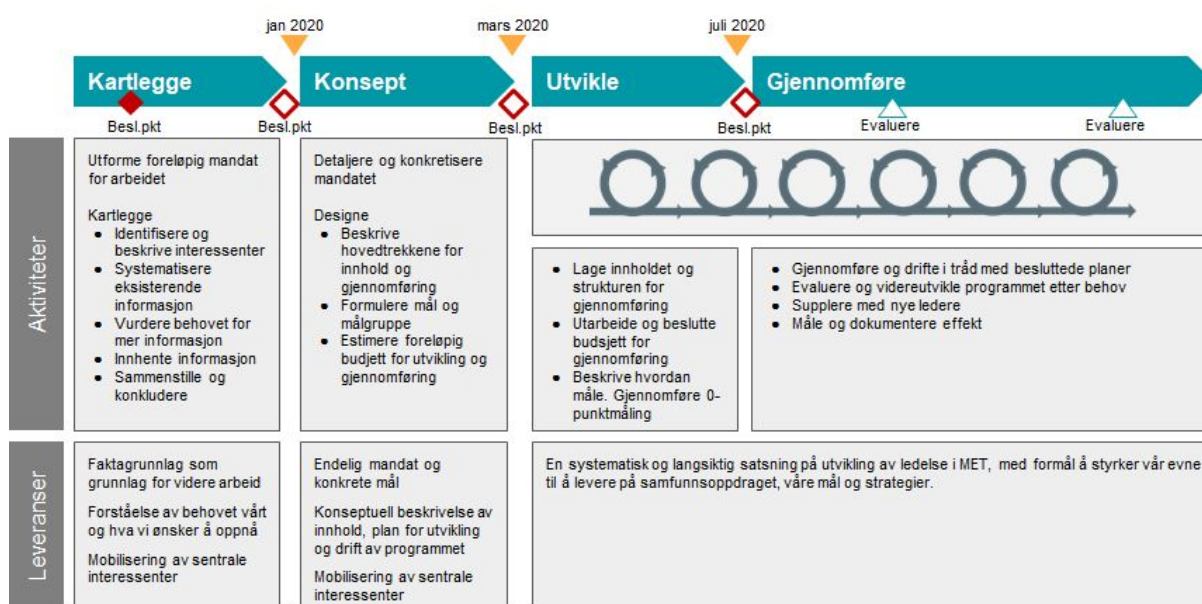 jan 2020
mars 2020
juli 2020
Kartlegge
Konsept
Utvikle
Gjennomføre
Besl.pkt
Besl.pkt
Besl.pkt
Besl.pkt
Evaluere
Evaluere
Aktiviteter
Utforme foreløpig mandat
for arbeidet
Kartlegge
• Identifisere og
beskrive interessenter
• Systematisere
eksisterende
informasjon
• Vurdere behovet for
mer informasjon
• Innhente informasjon
• Sammenstille og
konkludere
Detaljere og konkretisere
mandatet
Designe
• Beskrive
hovedtrekkene for
innhold og
gjennomføring
• Formulere mål og
målgruppe
• Estimere foreløpig
budjett for utvikling og
gjennomføring
• Lage innholdet og
strukturen for
gjennomføring
• Utarbeide og beslutte
budsjett for
gjennomføring
• Beskrive hvordan
måle. Gjennomføre 0-
punktmåling
• Gjennomføre og drifte i tråd med besluttede planer
• Evaluere og videreutvikle programmet etter behov
• Supplere med nye ledere
• Måle og dokumentere effekt
Leveranser
Faktagrunnlag som
grunnlag for videre arbeid
Forståelse av behovet vårt
og hva vi ønsker å oppnå
Mobilisering av sentrale
interessenter
Endelig mandat og
konkrete mål
Konseptuell beskrivelse av
innhold, plan for utvikling
og drift av programmet
Mobilisering av sentrale
interessenter
En systematisk og langsiktig satsning på utvikling av ledelse i MET, med formål å styrker vår evne
til å levere på samfunnsoppdraget, våre mål og strategier.